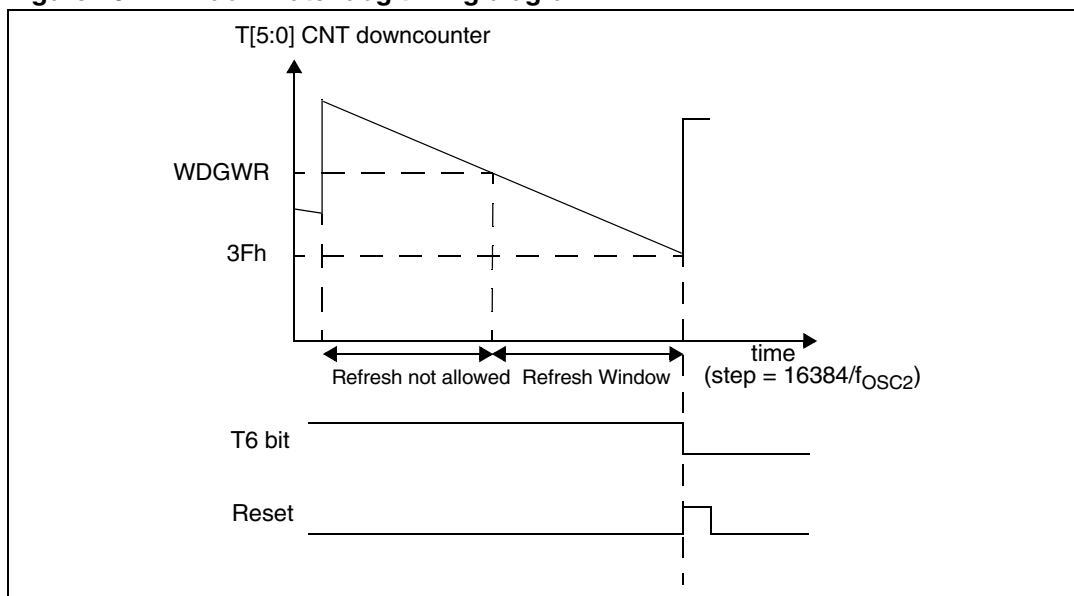 T[5:0] CNT downcounter
WDGWR
3Fh
time
Refresh not allowed Refresh Window (step = 16384/fOSC2)
T6 bit
Reset